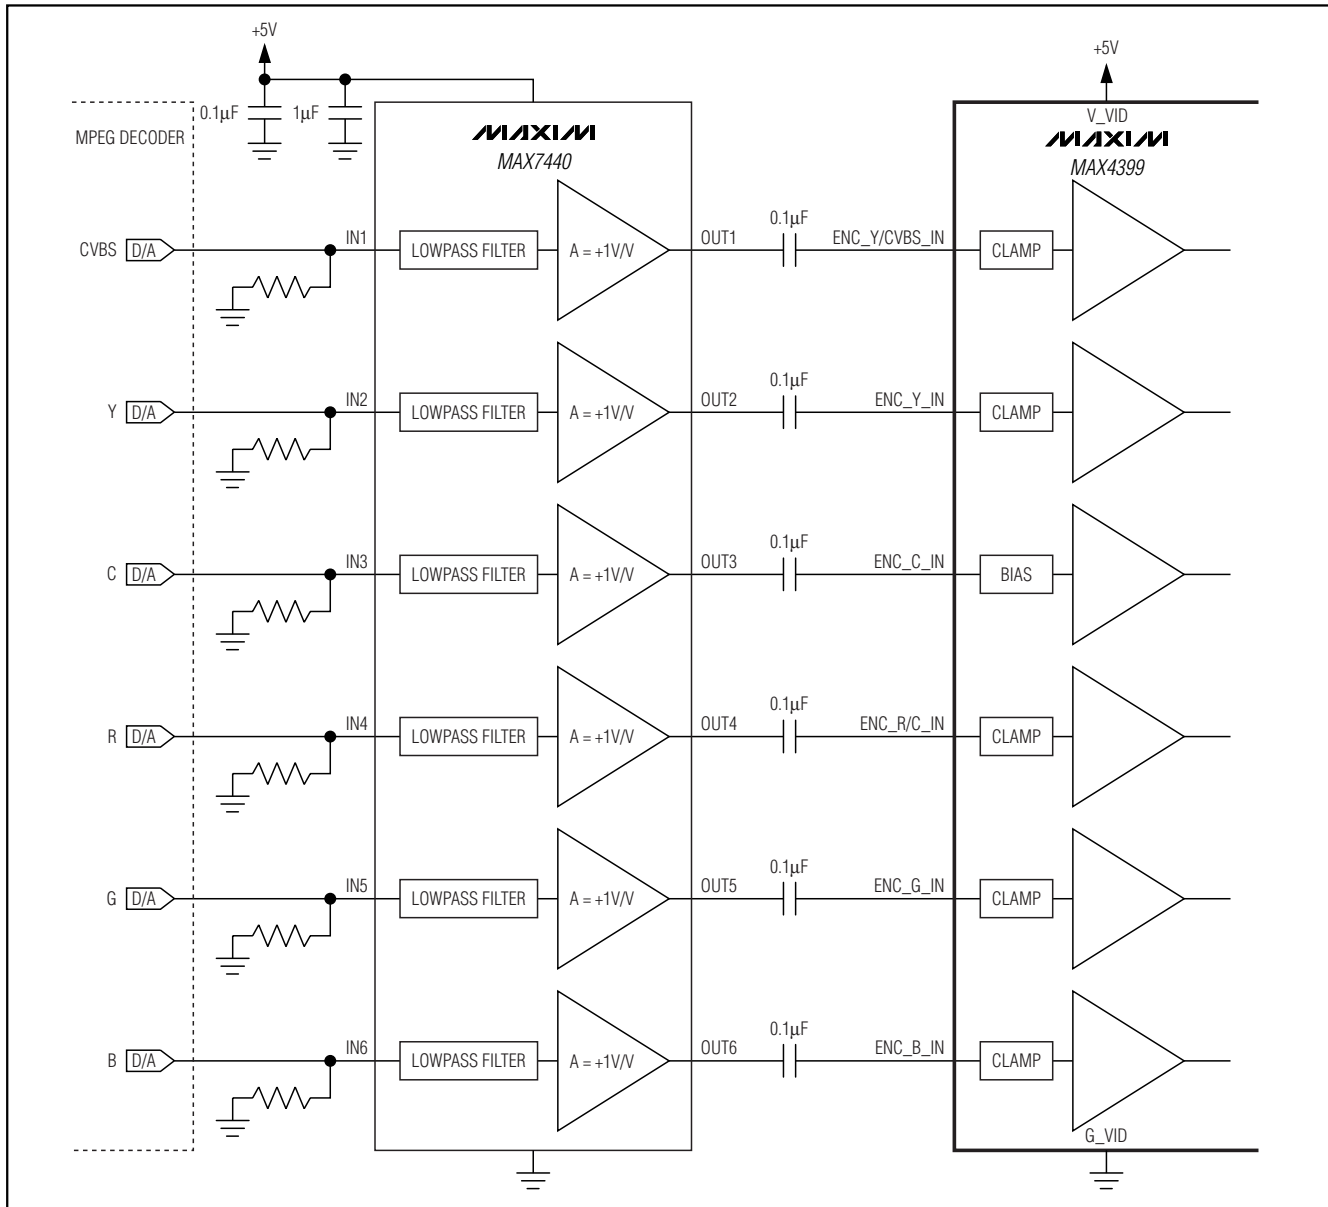 +5V
+5V
0.1µF
1µF
V_VID
MPEG DECODER
MAXIM
MAX7440
MAXIM
MAX4399
CVBS D/A IN1 LOWPASS FILTER A = +1V/V OUT1 0.1µF ENC_Y/CVBS_IN CLAMP
Y D/A IN2 LOWPASS FILTER A = +1V/V OUT2 0.1µF ENC_Y_IN CLAMP
C D/A IN3 LOWPASS FILTER A = +1V/V OUT3 0.1µF ENC_C_IN BIAS
R D/A IN4 LOWPASS FILTER A = +1V/V OUT4 0.1µF ENC_R/C_IN CLAMP
G D/A IN5 LOWPASS FILTER A = +1V/V OUT5 0.1µF ENC_G_IN CLAMP
B D/A IN6 LOWPASS FILTER A = +1V/V OUT6 0.1µF ENC_B_IN CLAMP
G_VID